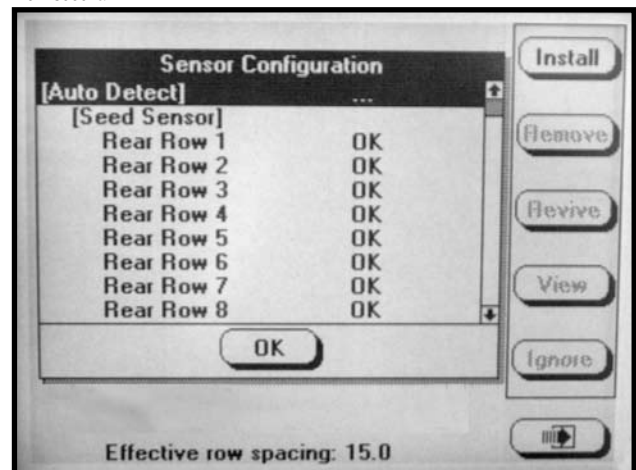 Sensor Configuration
[Auto Detect] ...
[Seed Sensor]
Rear Row 1 OK
Rear Row 2 OK
Rear Row 3 OK
Rear Row 4 OK
Rear Row 5 OK
Rear Row 6 OK
Rear Row 7 OK
Rear Row 8 OK
OK
Effective row spacing: 15.0
Install
Remove
Revive
View
Ignore